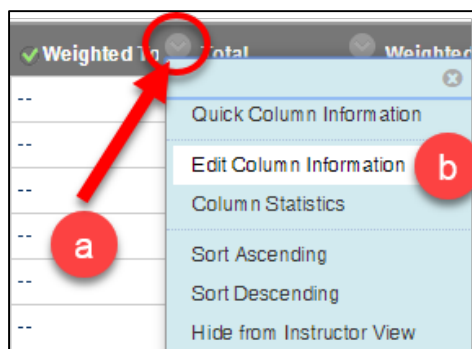 Weighted To Total Weighted
--
Quick Column Information
--
Edit Column Information b
--
Column Statistics
a
--
Sort Ascending
--
Sort Descending
--
Hide from Instructor View